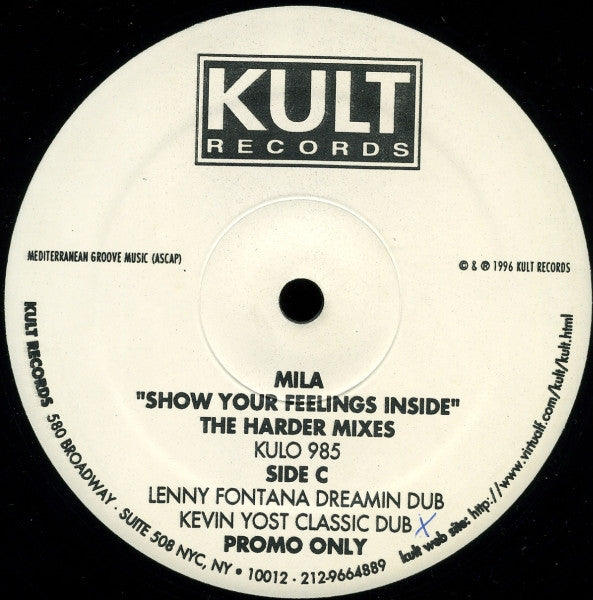 KULT
RECORDS
MEDITERRANEAN GROOVE MUSIC (ASCAP)
© & ℗ 1996 KULT RECORDS
MILA
"SHOW YOUR FEELINGS INSIDE"
THE HARDER MIXES
KULO 985
SIDE C
LENNY FONTANA DREAMIN DUB
KEVIN YOST CLASSIC DUB X
PROMO ONLY
KULT RECORDS 580 BROADWAY · SUITE 508 NYC, NY • 10012 · 212-9664889
kult web site: http://www.virtualf.com/kult/kult.html